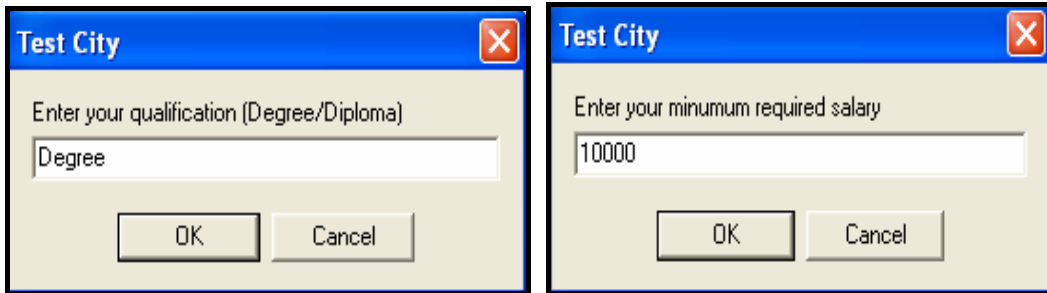 Test City
Enter your qualification (Degree/Diploma)
Degree
OK Cancel
Test City
Enter your minumum required salary
10000
OK Cancel